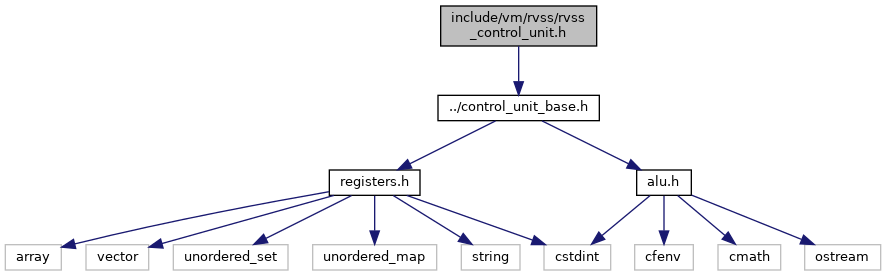 include/vm/rvss/rvss
_control_unit.h
../control_unit_base.h
registers.h
alu.h
array
vector
unordered_set
unordered_map
string
cstdint
cfenv
cmath
ostream